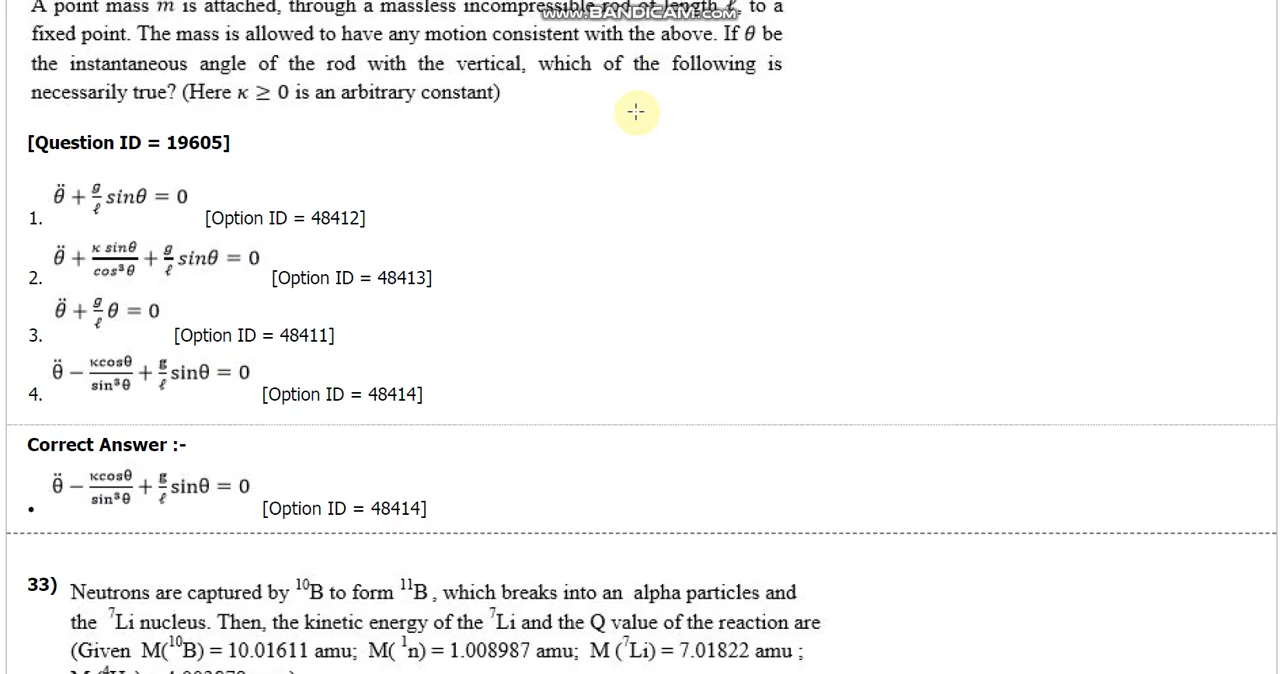 A point mass m is attached, through a massless incompressible rod of length ℓ, to a
www.BANDICAM.com
fixed point. The mass is allowed to have any motion consistent with the above. If θ be
the instantaneous angle of the rod with the vertical, which of the following is
necessarily true? (Here κ ≥ 0 is an arbitrary constant)
[Question ID = 19605]
1. θ̈ + g/ℓ sinθ = 0 [Option ID = 48412]
2. θ̈ + κ sinθ/cos³θ + g/ℓ sinθ = 0 [Option ID = 48413]
3. θ̈ + g/ℓ θ = 0 [Option ID = 48411]
4. θ̈ − κcosθ/sin³θ + g/ℓ sinθ = 0 [Option ID = 48414]
Correct Answer :-
• θ̈ − κcosθ/sin³θ + g/ℓ sinθ = 0 [Option ID = 48414]
33) Neutrons are captured by ¹⁰B to form ¹¹B, which breaks into an alpha particles and
the ⁷Li nucleus. Then, the kinetic energy of the ⁷Li and the Q value of the reaction are
(Given M(¹⁰B) = 10.01611 amu; M( ¹n) = 1.008987 amu; M (⁷Li) = 7.01822 amu ;